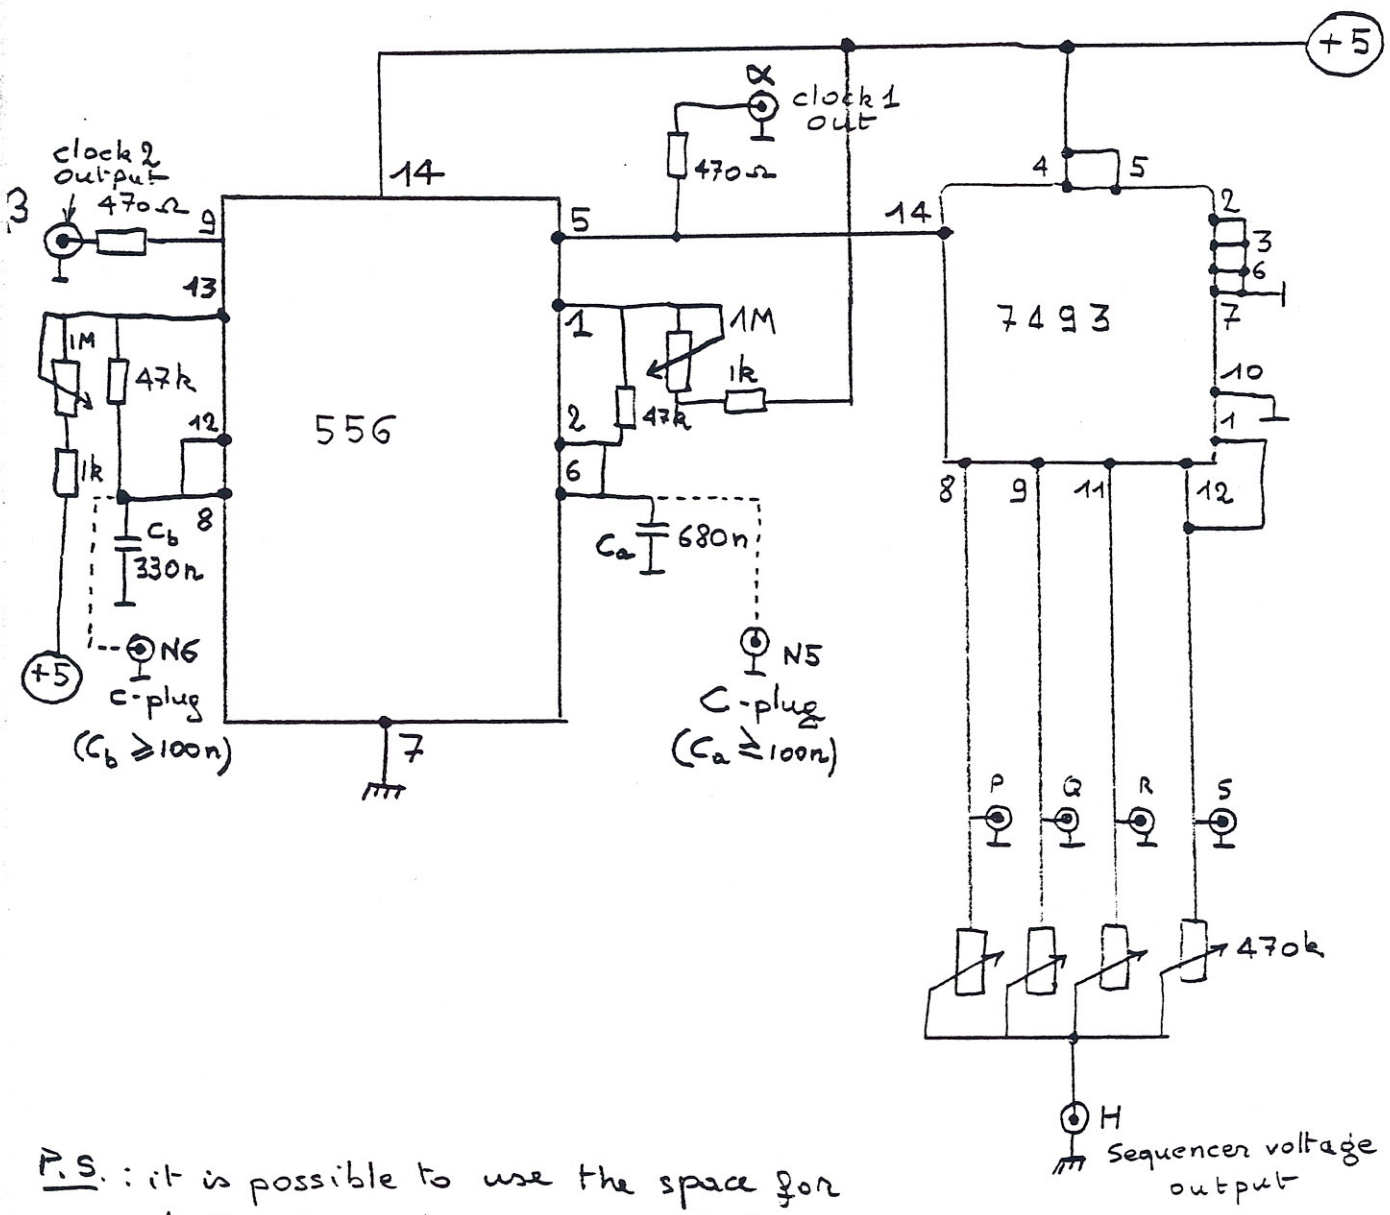 +5
α
clock 1
out
470Ω
clock 2
output
470Ω
3
9
14
5
14
4
5
2
3
6
7
10
1
13
1M
47k
12
1k
8
Cb
330n
+5
N6
C-plug
(Cb ⩾100n)
556
1
1M
1k
47k
2
6
Ca
680n
N5
C-plug
(Ca ⩾100n)
7
7493
8
9
11
12
P
Q
R
S
470k
H
Sequencer voltage
output
P.S. : it is possible to use the space for